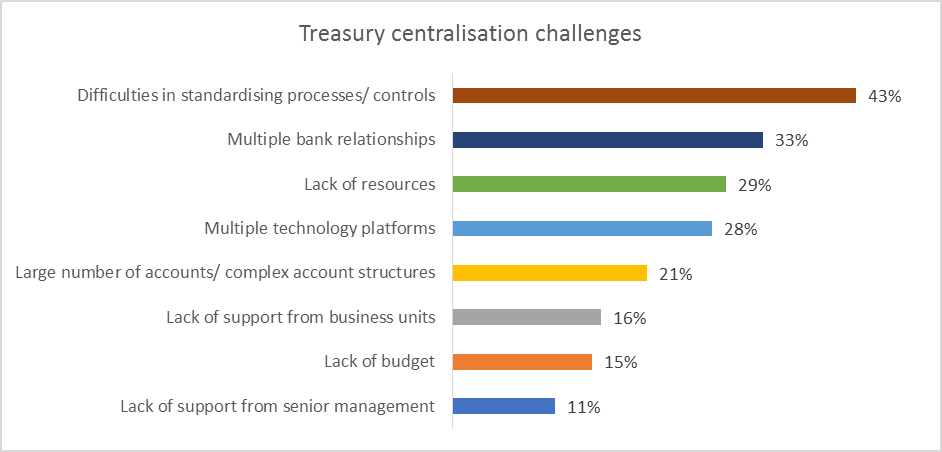 Treasury centralisation challenges
Difficulties in standardising processes/ controls 43%
Multiple bank relationships 33%
Lack of resources 29%
Multiple technology platforms 28%
Large number of accounts/ complex account structures 21%
Lack of support from business units 16%
Lack of budget 15%
Lack of support from senior management 11%